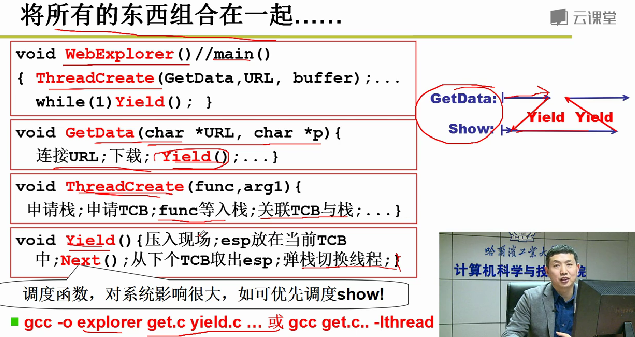 将所有的东西组合在一起……
云课堂
void WebExplorer()//main()
{ ThreadCreate(GetData,URL, buffer);...
while(1)Yield(); }
void GetData(char *URL, char *p){
连接URL;下载; Yield();...}
void ThreadCreate(func,arg1){
申请栈;申请TCB;func等入栈;关联TCB与栈;...}
void Yield(){压入现场;esp放在当前TCB
中;Next();从下个TCB取出esp;弹栈切换线程;}
调度函数，对系统影响很大，如可优先调度show!
gcc -o explorer get.c yield.c … 或 gcc get.c.. -lthread
GetData:
Yield Yield
Show:
哈尔滨工业大
计算机科学与技 院